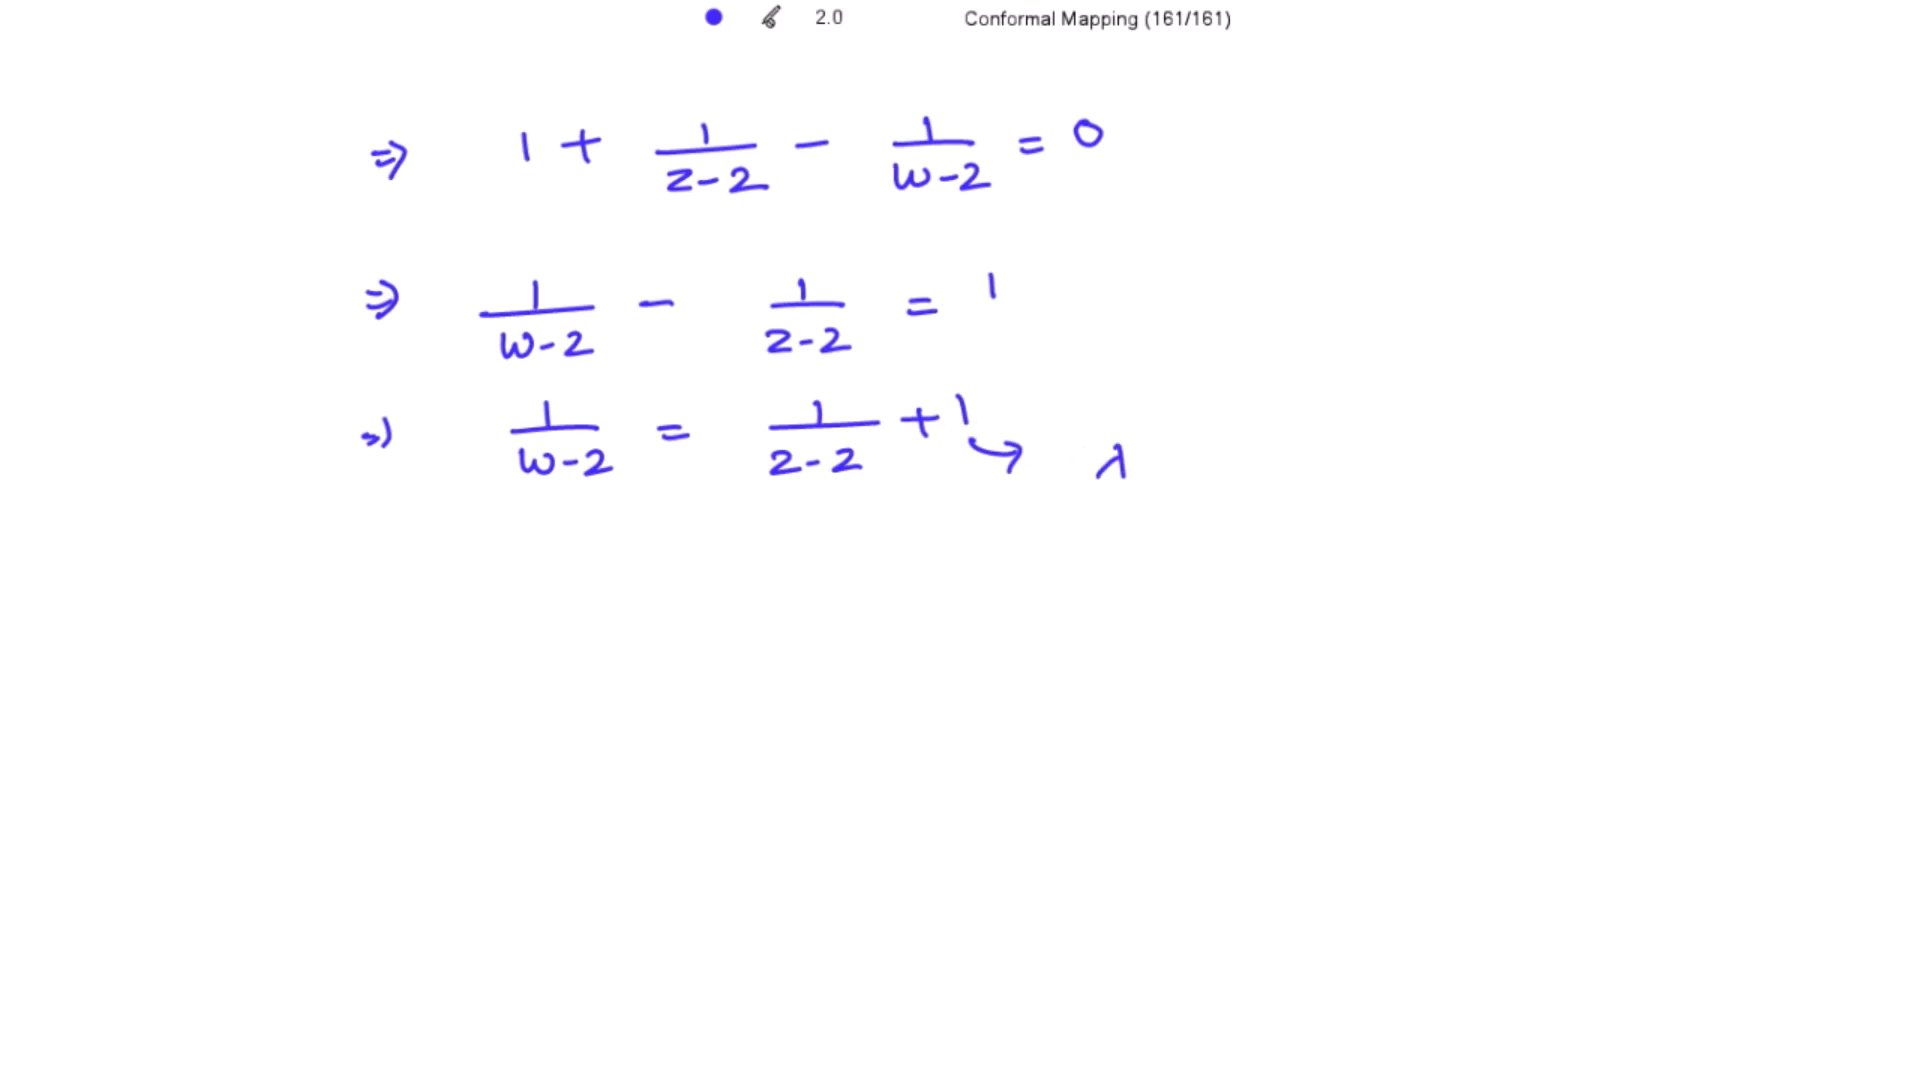 2.0 Conformal Mapping (161/161)
⇒ 1 + 1/(z-2) - 1/(w-2) = 0
⇒ 1/(w-2) - 1/(z-2) = 1
⇒ 1/(w-2) = 1/(z-2) + 1 → λ